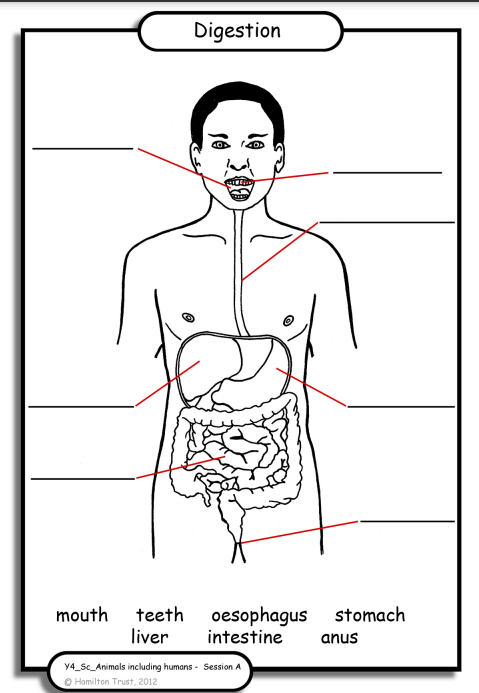 Digestion
mouth teeth oesophagus stomach
liver intestine anus
Y4_Sc_Animals including humans - Session A
© Hamilton Trust, 2012